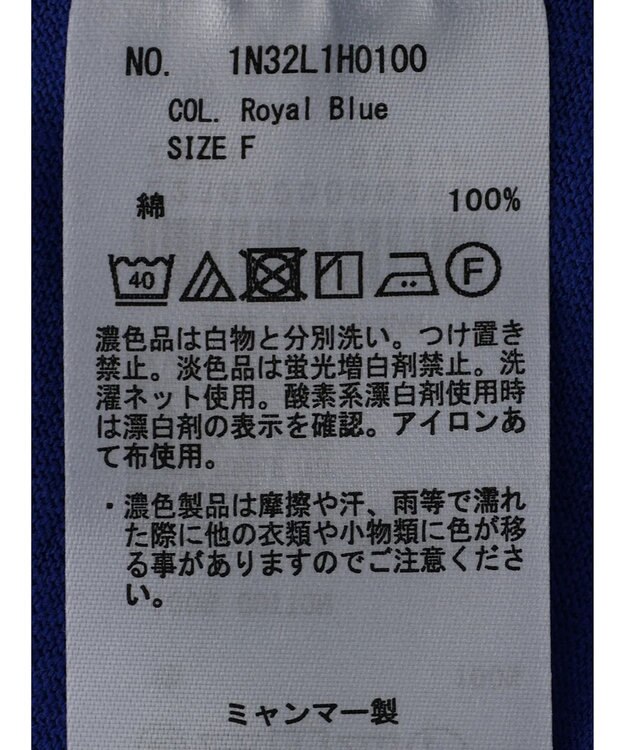 NO. 1N32L1H0100
COL. Royal Blue
SIZE F
綿 100%
40 F
濃色品は白物と分別洗い。つけ置き
禁止。淡色品は蛍光増白剤禁止。洗
濯ネット使用。酸素系漂白剤使用時
は漂白剤の表示を確認。アイロンあ
て布使用。
・濃色製品は摩擦や汗、雨等で濡れ
た際に他の衣類や小物類に色が移
る事がありますのでご注意くださ
い。
ミャンマー製